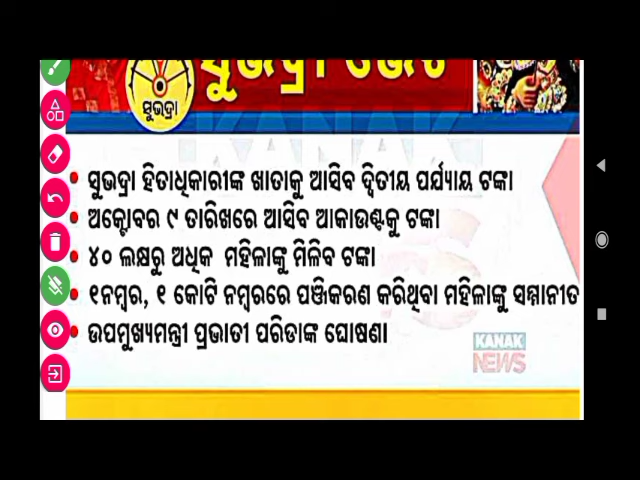 ସୁଭଦ୍ରା ଭେଟି
ସୁଭଦ୍ରା
ସୁଭଦ୍ରା ହିତାଧିକାରୀଙ୍କ ଖାତାକୁ ଆସିବ ଦ୍ୱିତୀୟ ପର୍ଯ୍ୟାୟ ଟଙ୍କା
ଅକ୍ଟୋବର ୯ ତାରିଖରେ ଆସିବ ଆକାଉଣ୍ଟକୁ ଟଙ୍କା
୪୦ ଲକ୍ଷରୁ ଅଧିକ ମହିଳାଙ୍କୁ ମିଳିବ ଟଙ୍କା
୧ନମ୍ବର, ୧ କୋଟି ନମ୍ବରରେ ପଞ୍ଜିକରଣ କରିଥିବା ମହିଳାଙ୍କୁ ସମ୍ମାନୀତ
ଉପମୁଖ୍ୟମନ୍ତ୍ରୀ ପ୍ରଭାତୀ ପରିଡାଙ୍କ ଘୋଷଣା
KANAK
NEWS